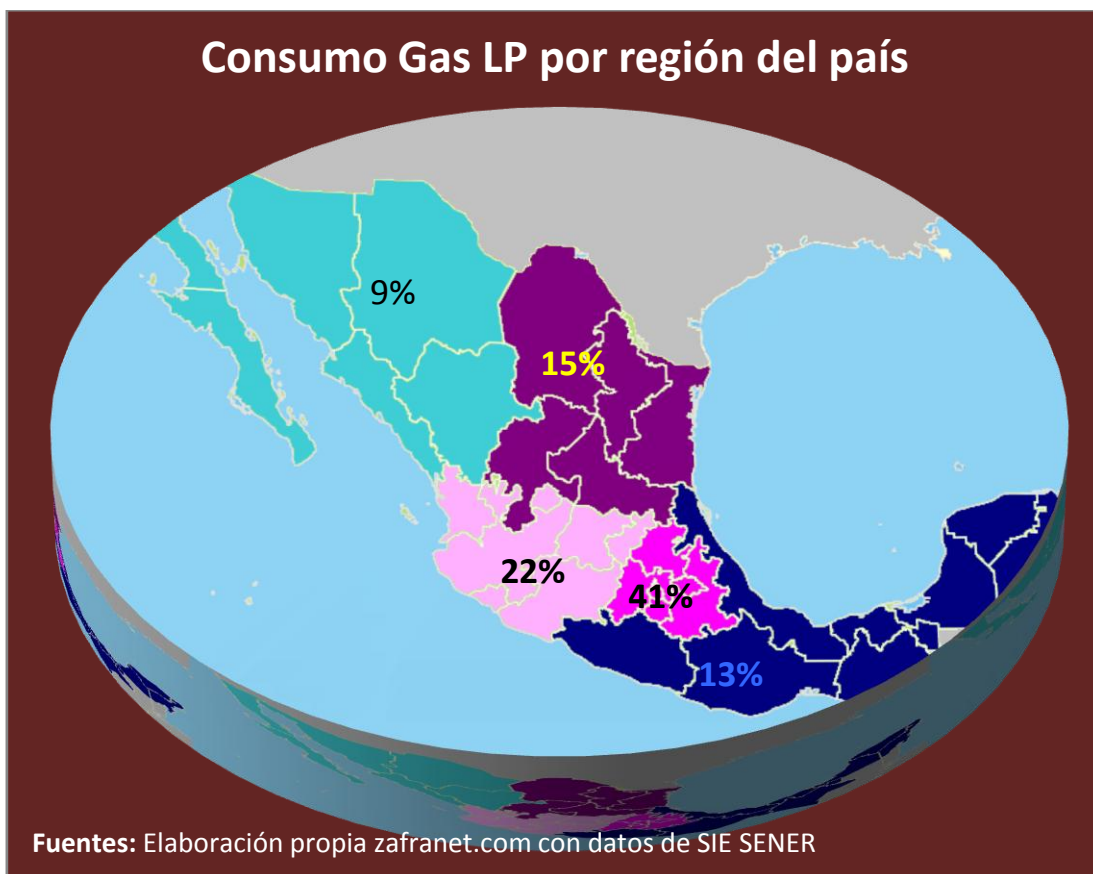 Consumo Gas LP por región del país
9%
15%
22%
41%
13%
Fuentes: Elaboración propia zafranet.com con datos de SIE SENER